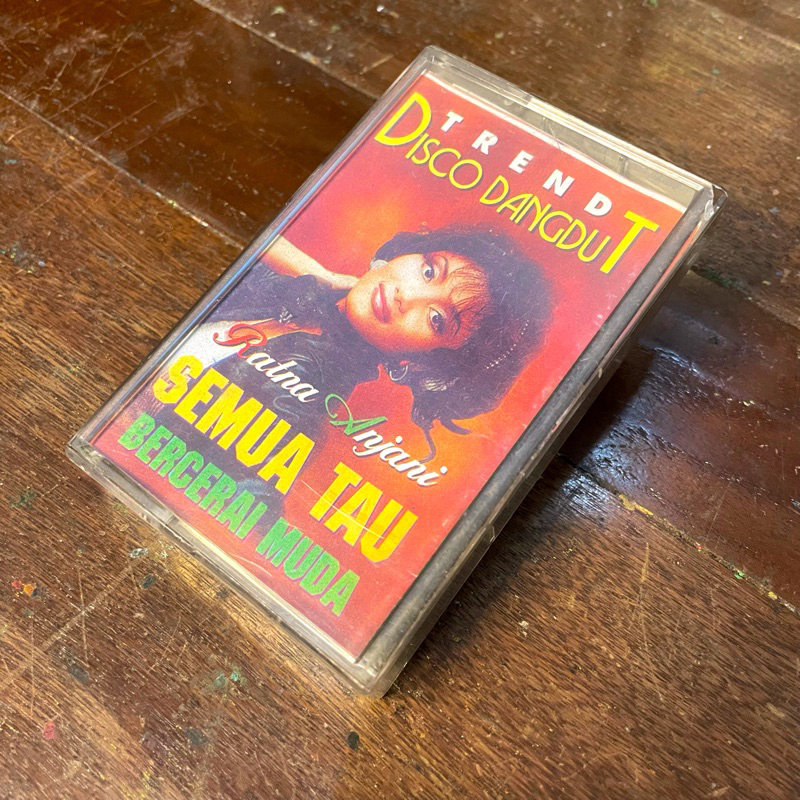 TREND
DISCO DANGDUT
Ratna Anjani
SEMUA TAU
BERCERAI MUDA